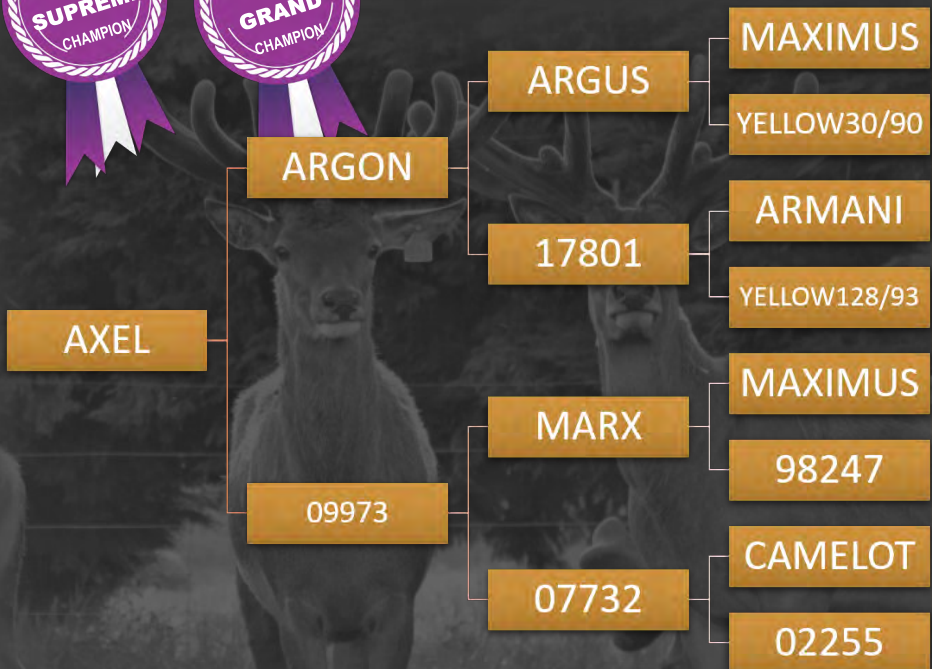 SUPREME
CHAMPION
GRAND
CHAMPION
MAXIMUS
ARGUS
YELLOW30/90
ARGON
ARMANI
17801
YELLOW128/93
AXEL
MAXIMUS
MARX
98247
09973
CAMELOT
07732
02255